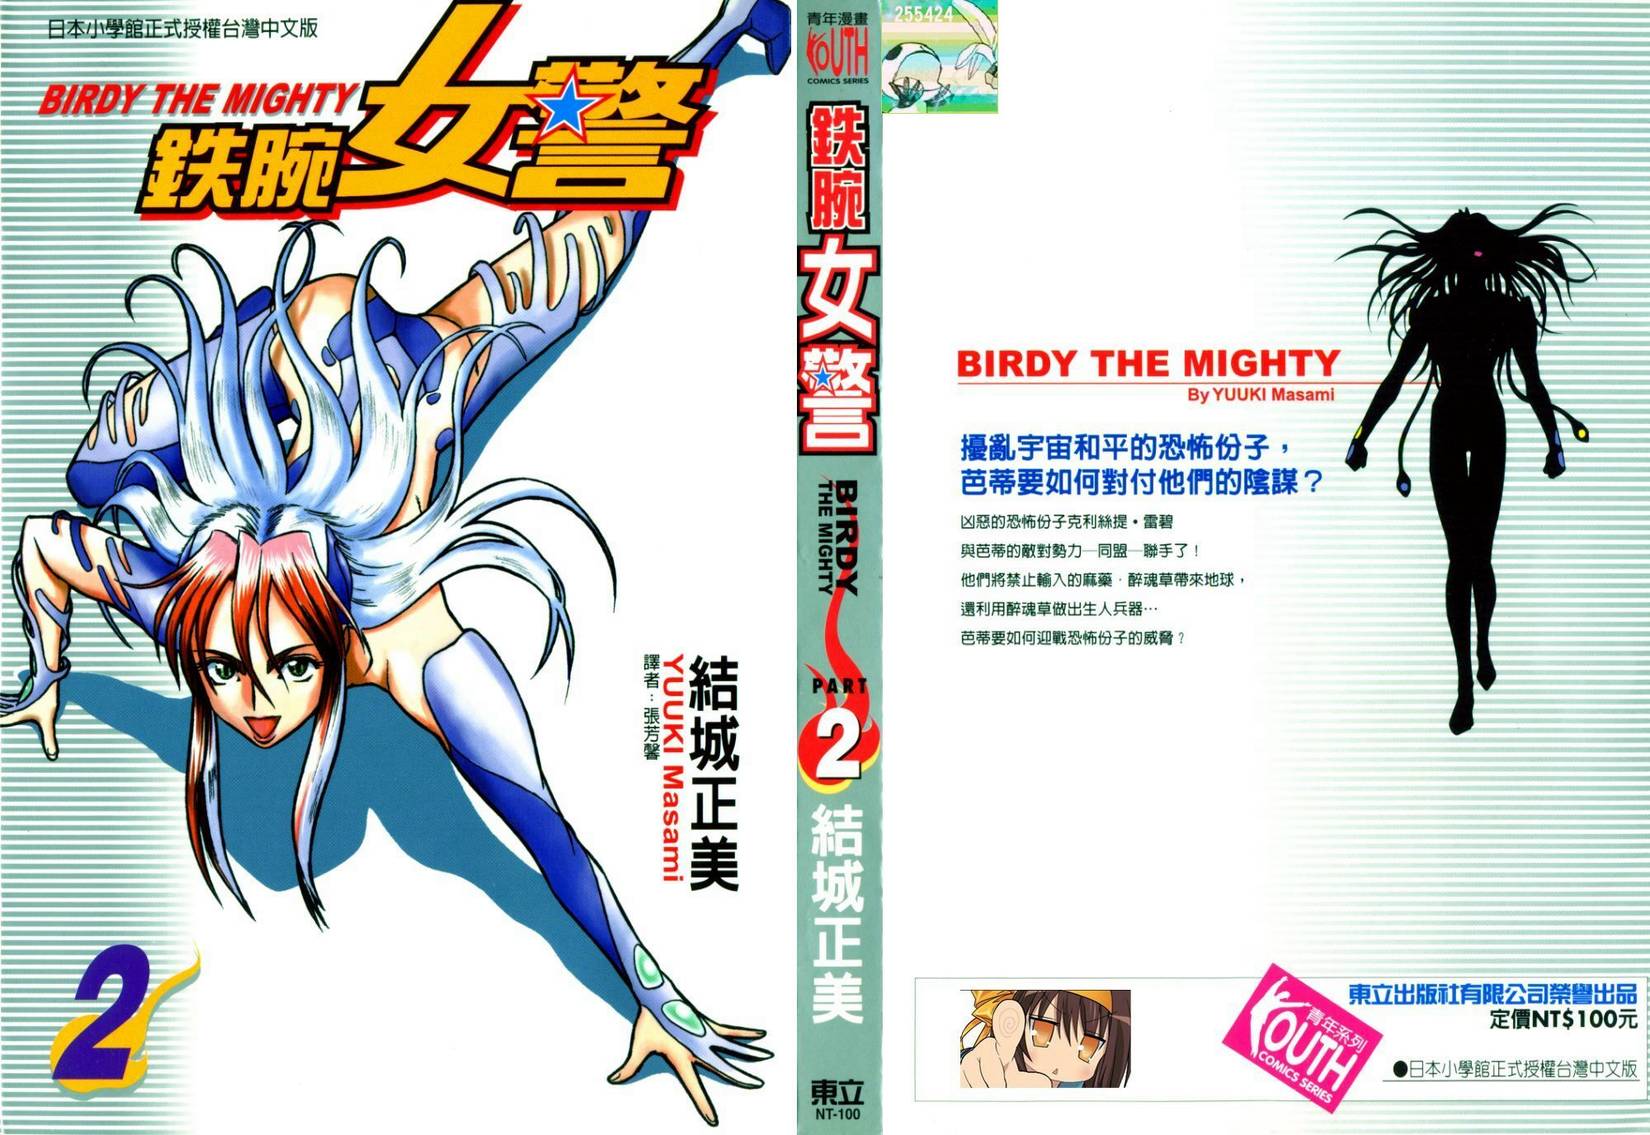 日本小學館正式授權台灣中文版
BIRDY THE MIGHTY
鉄腕女警
結城正美
YUUKI Masami
譯者：張芳馨
2
青年漫畫
YOUTH
COMICS SERIES
鉄腕女警
BIRDY
THE MIGHTY
PART
2
結城正美
東立
NT-100
255424
BIRDY THE MIGHTY
By YUUKI Masami
擾亂宇宙和平的恐怖份子，
芭蒂要如何對付他們的陰謀？
凶惡的恐怖份子克利絲提・雷碧
與芭蒂的敵對勢力─同盟─聯手了！
他們將禁止輸入的麻藥．醉魂草帶來地球，
還利用醉魂草做出生人兵器…
芭蒂要如何迎戰恐怖份子的威脅？
青年系列
YOUTH
COMICS SERIES
東立出版社有限公司榮譽出品
定價NT$100元
●日本小學館正式授權台灣中文版